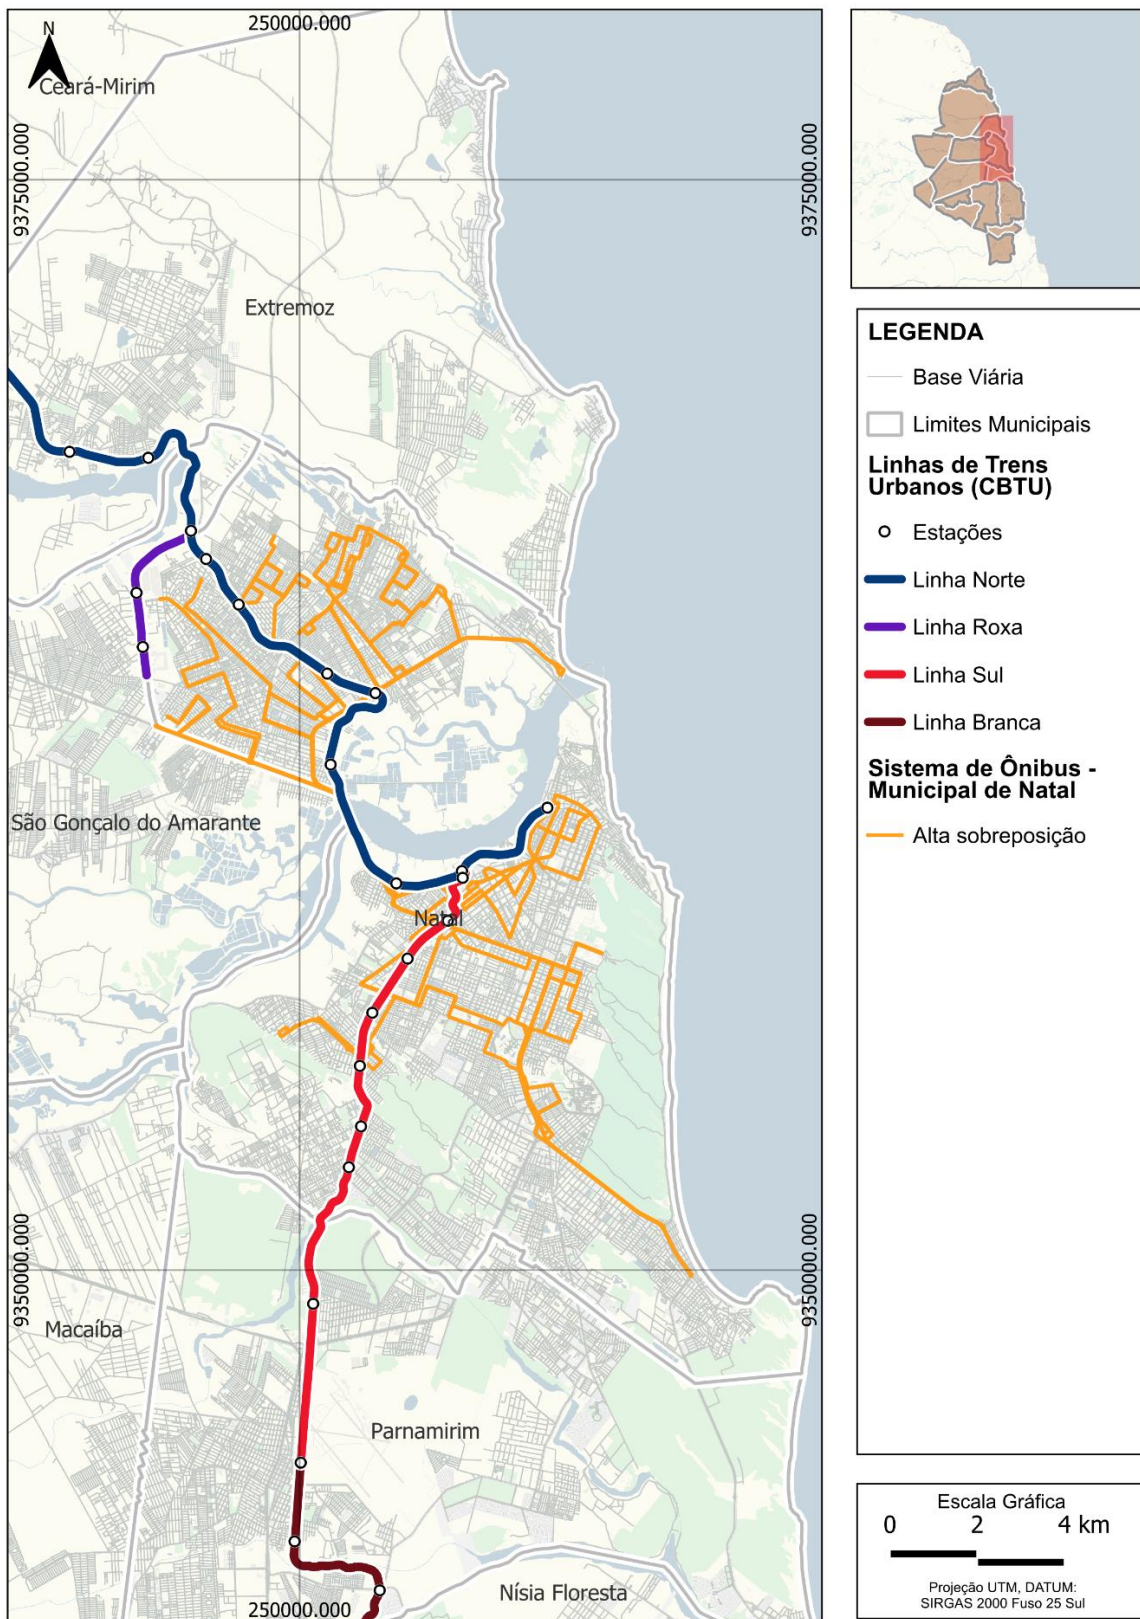 250000.000
N
Ceará-Mirim
9375000.000
9375000.000
Extremoz
São Gonçalo do Amarante
Natal
9350000.000
9350000.000
Macaíba
Parnamirim
Nísia Floresta
250000.000
LEGENDA
Base Viária
Limites Municipais
Linhas de Trens
Urbanos (CBTU)
Estações
Linha Norte
Linha Roxa
Linha Sul
Linha Branca
Sistema de Ônibus -
Municipal de Natal
Alta sobreposição
Escala Gráfica
0 2 4 km
Projeção UTM, DATUM:
SIRGAS 2000 Fuso 25 Sul